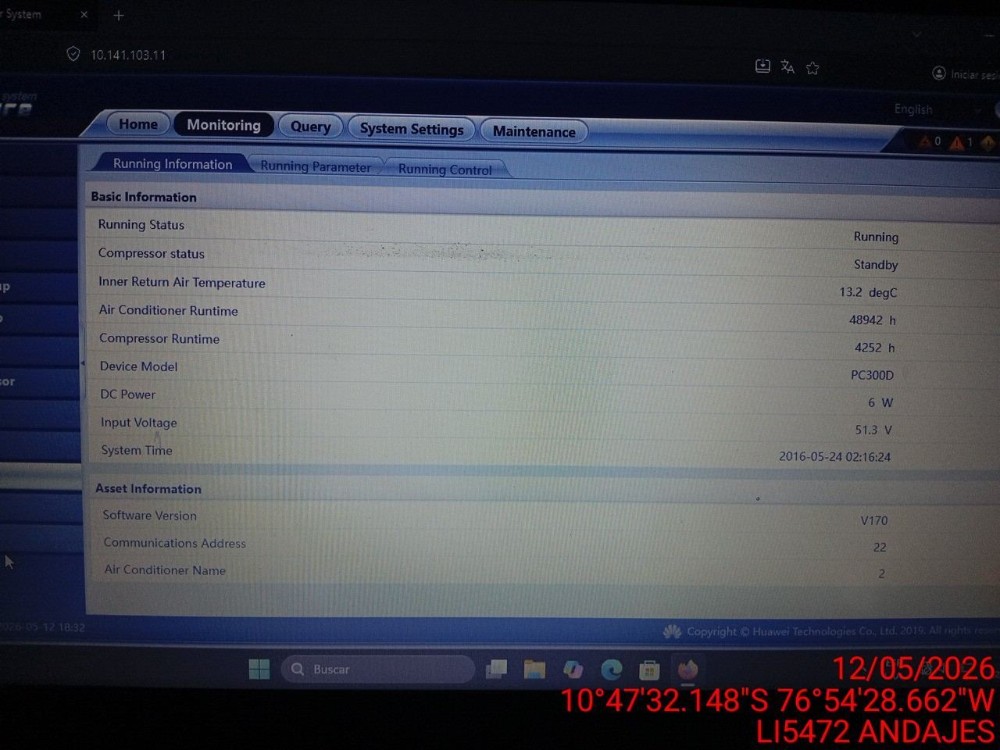 r System
10.141.103.11
Iniciar ses
system
re
English
Home Monitoring Query System Settings Maintenance
0 1
Running Information Running Parameter Running Control
Basic Information
Running Status Running
Compressor status Standby
Inner Return Air Temperature 13.2 degC
Air Conditioner Runtime 48942 h
Compressor Runtime 4252 h
Device Model PC300D
DC Power 6 W
Input Voltage 51.3 V
System Time 2016-05-24 02:16:24
Asset Information
Software Version V170
Communications Address 22
Air Conditioner Name 2
up
sor
2026-05-12 18:32
Copyright © Huawei Technologies Co., Ltd. 2019. All rights reser
Buscar
12/05/2026
10°47'32.148"S 76°54'28.662"W
LI5472 ANDAJES